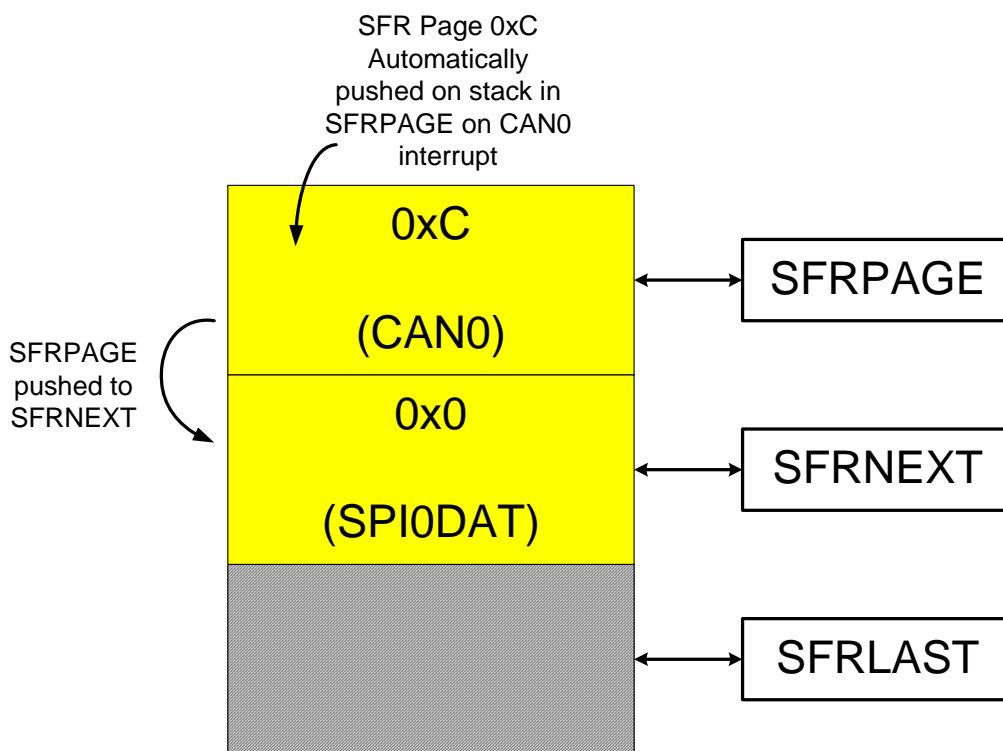 SFR Page 0xC
Automatically
pushed on stack in
SFRPAGE on CAN0
interrupt
0xC
(CAN0)
SFRPAGE
SFRPAGE
pushed to
SFRNEXT
0x0
(SPI0DAT)
SFRNEXT
SFRLAST